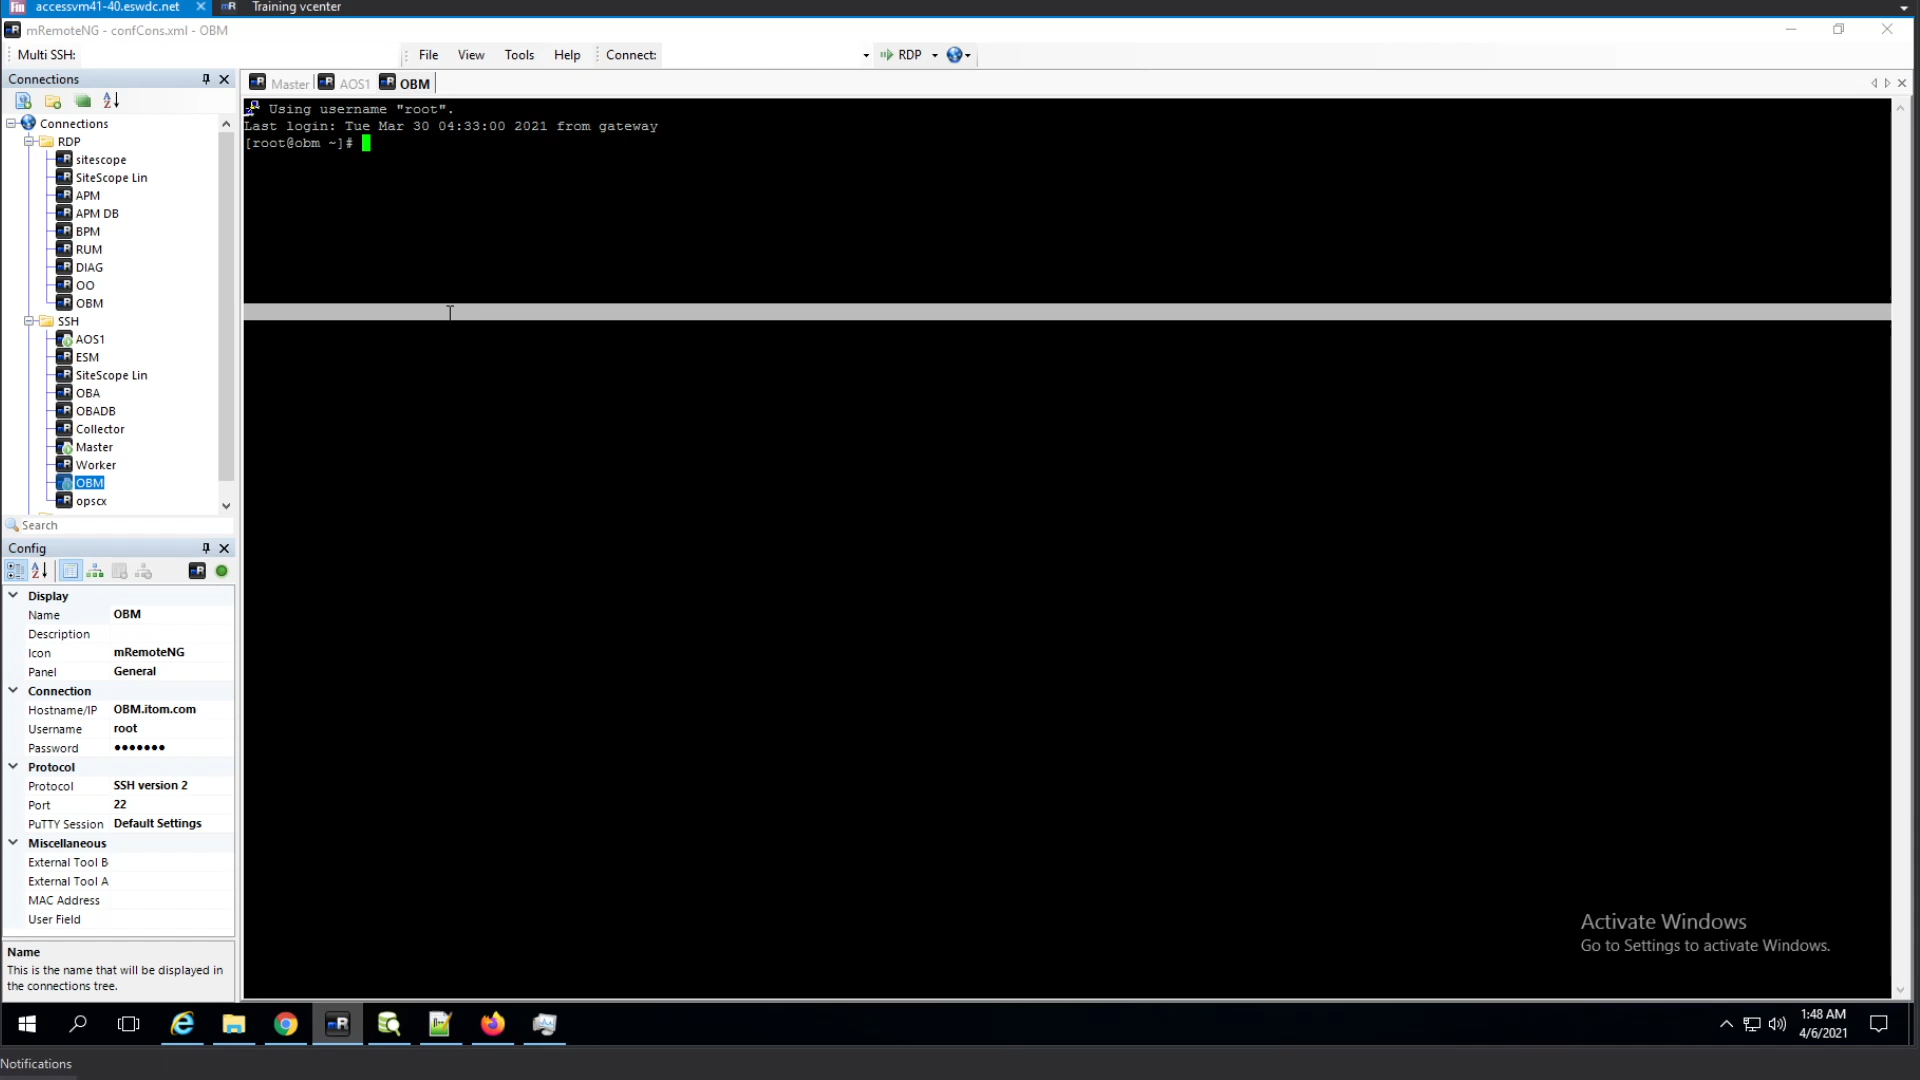 accessvm41-40.eswdc.net
Training vcenter
mRemoteNG - confCons.xml - OBM
Multi SSH:
File View Tools Help Connect: RDP
Connections
Master AOS1 OBM
Connections
RDP
sitescope
SiteScope Lin
APM
APM DB
BPM
RUM
DIAG
OO
OBM
SSH
AOS1
ESM
SiteScope Lin
OBA
OBADB
Collector
Master
Worker
OBM
opscx
Search
Using username "root".
Last login: Tue Mar 30 04:33:00 2021 from gateway
[root@obm ~]#
Config
Display
Name OBM
Description
Icon mRemoteNG
Panel General
Connection
Hostname/IP OBM.itom.com
Username root
Password •••••••
Protocol
Protocol SSH version 2
Port 22
PuTTY Session Default Settings
Miscellaneous
External Tool B
External Tool A
MAC Address
User Field
Name
This is the name that will be displayed in
the connections tree.
Activate Windows
Go to Settings to activate Windows.
1:48 AM
4/6/2021
Notifications